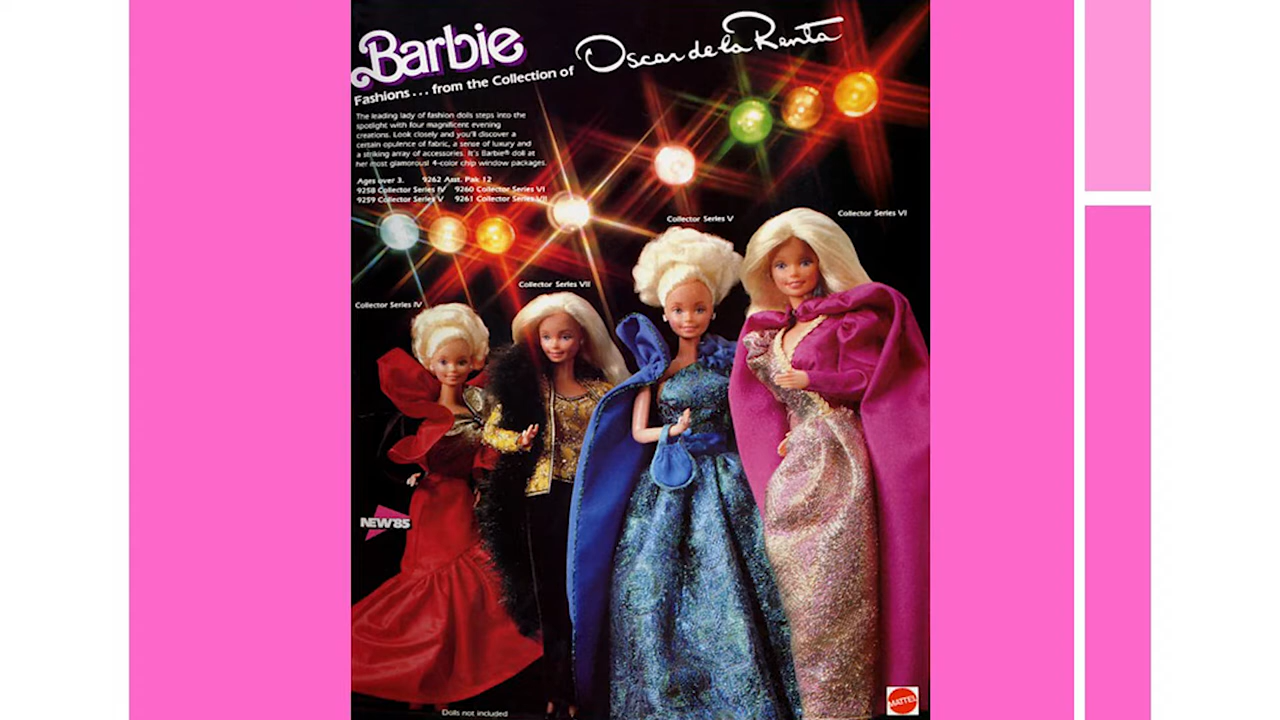 Barbie
Oscar de la Renta
Fashions... from the Collection of
The leading lady of fashion dolls steps into the
spotlight with four magnificent evening
creations. Look closely and you'll discover a
certain opulence of fabric, a sense of luxury and
a striking array of accessories. It's Barbie® doll at
her most glamorous! 4-color chip window packages.
Ages over 3. 9262 Asst. Pak 12
9258 Collector Series IV 9260 Collector Series VI
9259 Collector Series V 9261 Collector Series VII
Collector Series V
Collector Series VI
Collector Series VII
Collector Series IV
NEW '85
MATTEL
Dolls not included